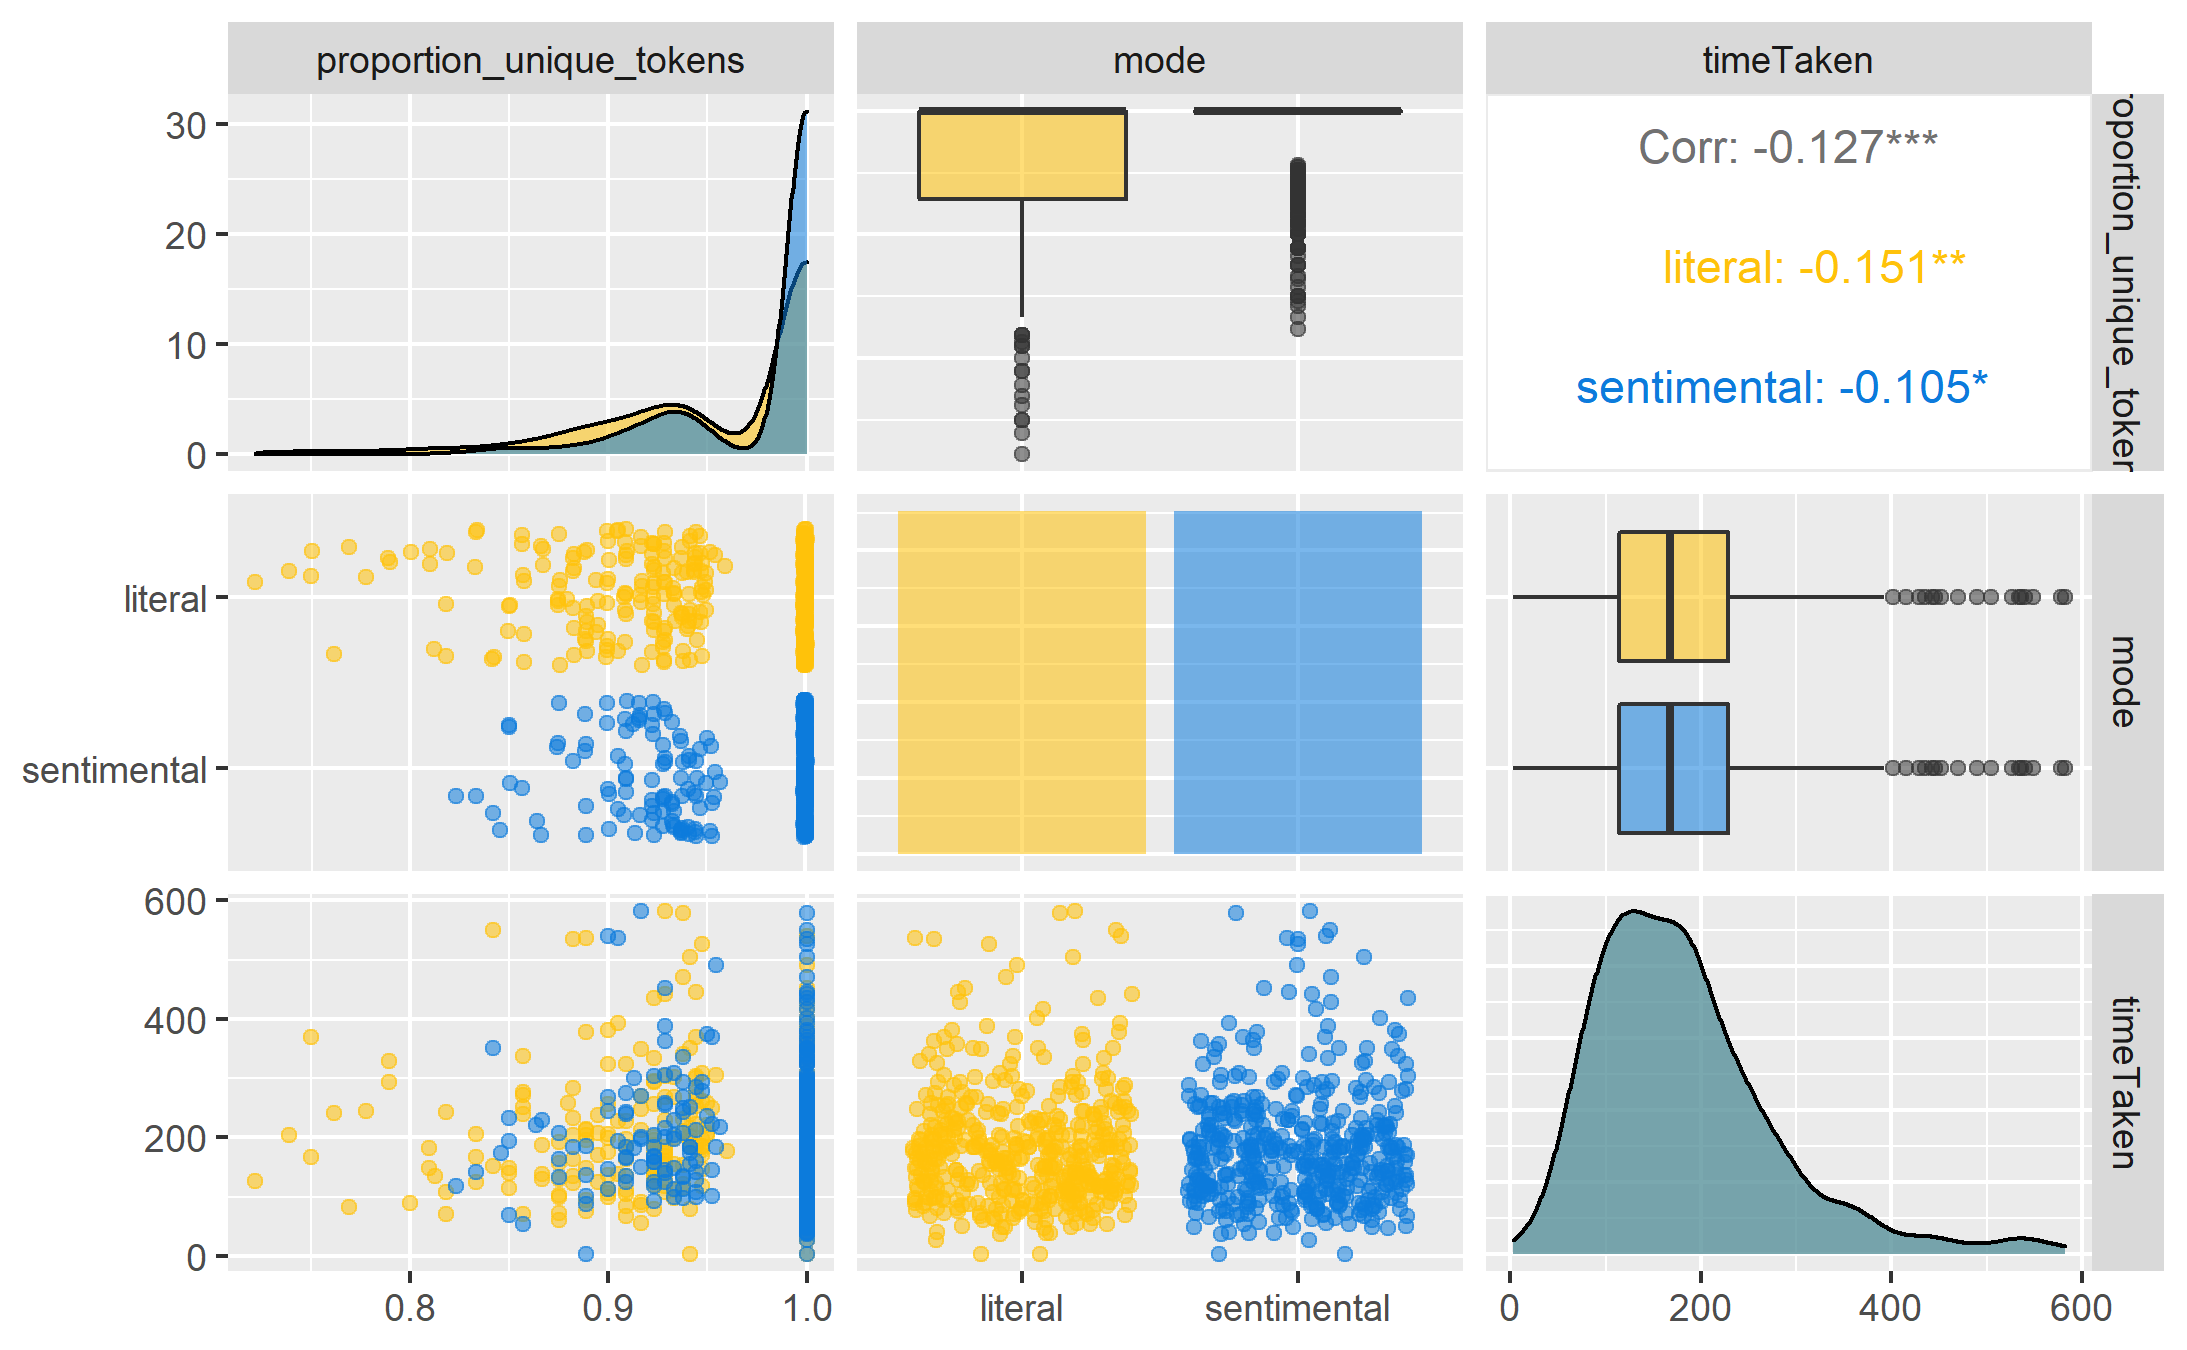 proportion_unique_tokens mode timeTaken
30
20
10
0
Corr: -0.127***
literal: -0.151**
sentimental: -0.105*
oportion_unique_token
literal
sentimental
mode
600
400
200
0
timeTaken
0.8 0.9 1.0 literal sentimental 0 200 400 600